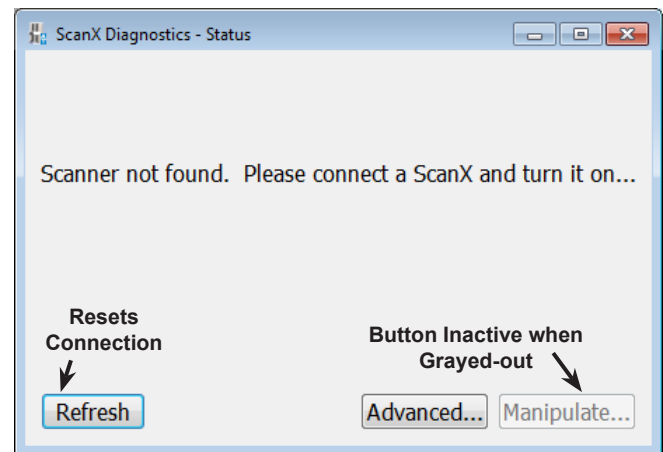 ScanX Diagnostics - Status
Scanner not found.  Please connect a ScanX and turn it on...
Resets
Connection
Button Inactive when
Grayed-out
Refresh
Advanced...
Manipulate...